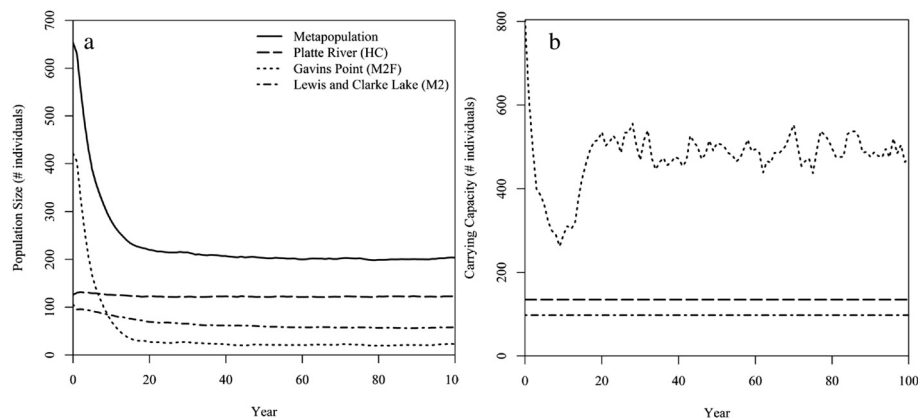 a
Metapopulation
Platte River (HC)
Gavins Point (M2F)
Lewis and Clarke Lake (M2)
Population Size (# individuals)
700
600
500
400
300
200
100
0
0 20 40 60 80 10
Year
b
Carrying Capacity (# individuals)
800
600
400
200
0
0 20 40 60 80 100
Year